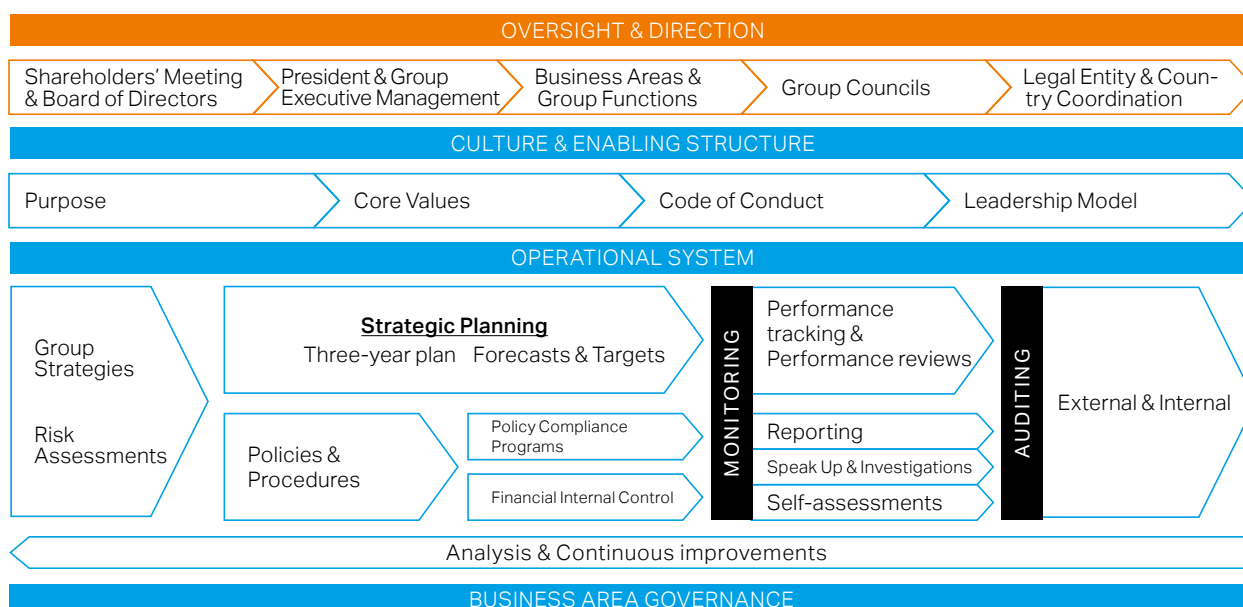 OVERSIGHT & DIRECTION
Shareholders’ Meeting
& Board of Directors
President & Group
Executive Management
Business Areas &
Group Functions
Group Councils
Legal Entity & Coun-
try Coordination
CULTURE & ENABLING STRUCTURE
Purpose
Core Values
Code of Conduct
Leadership Model
OPERATIONAL SYSTEM
Group
Strategies
Risk
Assessments
Strategic Planning
Three-year plan Forecasts & Targets
Policies &
Procedures
Policy Compliance
Programs
Financial Internal Control
MONITORING
Performance
tracking &
Performance reviews
Reporting
Speak Up & Investigations
Self-assessments
AUDITING
External & Internal
Analysis & Continuous improvements
BUSINESS AREA GOVERNANCE